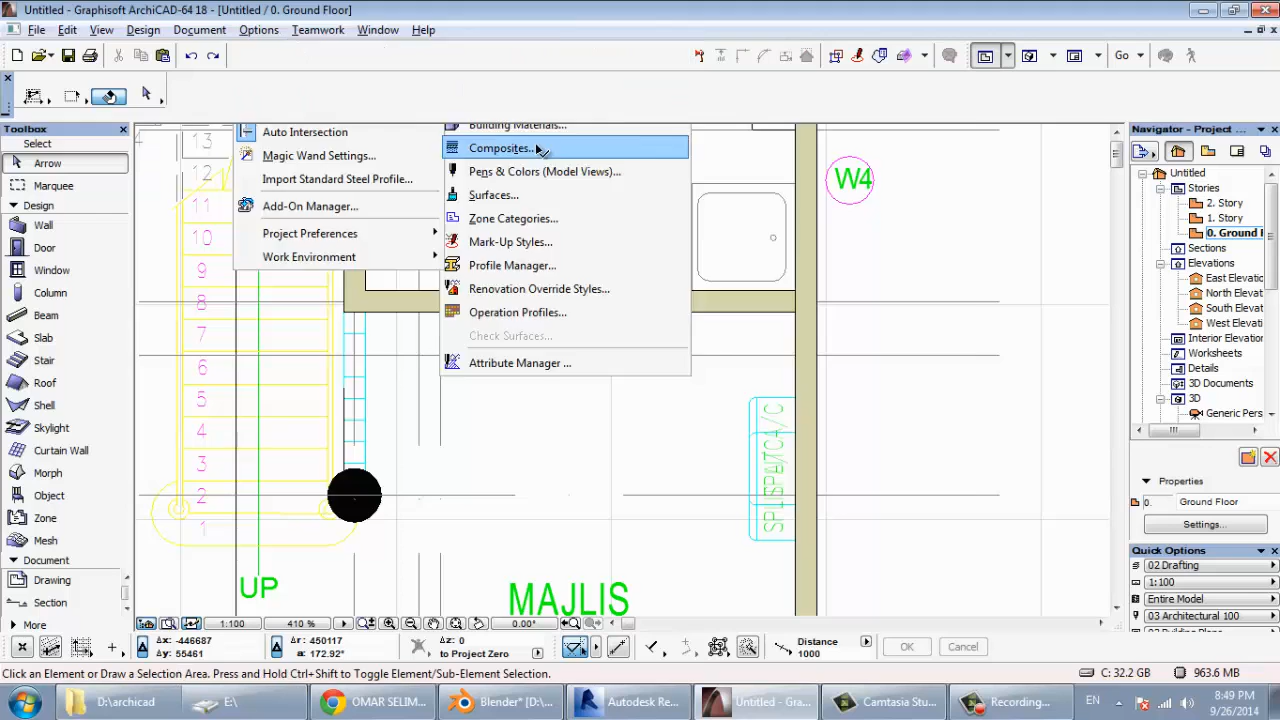 Untitled - Graphisoft ArchiCAD-64 18 - [Untitled / 0. Ground Floor]
File Edit View Design Document Options Teamwork Window Help
Go
Toolbox
Select
Arrow
Design
Wall
Door
Window
Column
Beam
Slab
Stair
Roof
Shell
Skylight
Curtain Wall
Morph
Object
Zone
Mesh
Document
Drawing
Section
More
Auto Intersection
Magic Wand Settings...
Import Standard Steel Profile...
Add-On Manager...
Project Preferences
Work Environment
Building Materials...
Composites...
Pens & Colors (Model Views)...
Surfaces...
Zone Categories...
Mark-Up Styles...
Profile Manager...
Renovation Override Styles...
Operation Profiles...
Check Surfaces...
Attribute Manager ...
13
12
11
10
9
8
7
6
5
4
3
2
1
UP
MAJLIS
W4
Navigator - Project ...
Untitled
Stories
2. Story
1. Story
0. Ground
Sections
Elevations
East Elevatio
North Elevat
South Elevat
West Elevati
Interior Elevatio
Worksheets
Details
3D Documents
3D
Generic Pers
Properties
0. Ground Floor
Settings...
Quick Options
02 Drafting
1:100
Entire Model
03 Architectural 100
1:100 410 % 0.00°
Δx: -446687
Δy: 55461
Δr: 450117
a: 172.92°
z: 0
to Project Zero
Distance
1000
OK
Cancel
Click an Element or Draw a Selection Area. Press and Hold Ctrl+Shift to Toggle Element/Sub-Element Selection.
C: 32.2 GB 963.6 MB
D:\archicad
E:\
OMAR SELIM...
Blender* [D:\...
Autodesk Re...
Untitled - Gra...
Camtasia Stu...
Recording...
EN
8:49 PM
9/26/2014